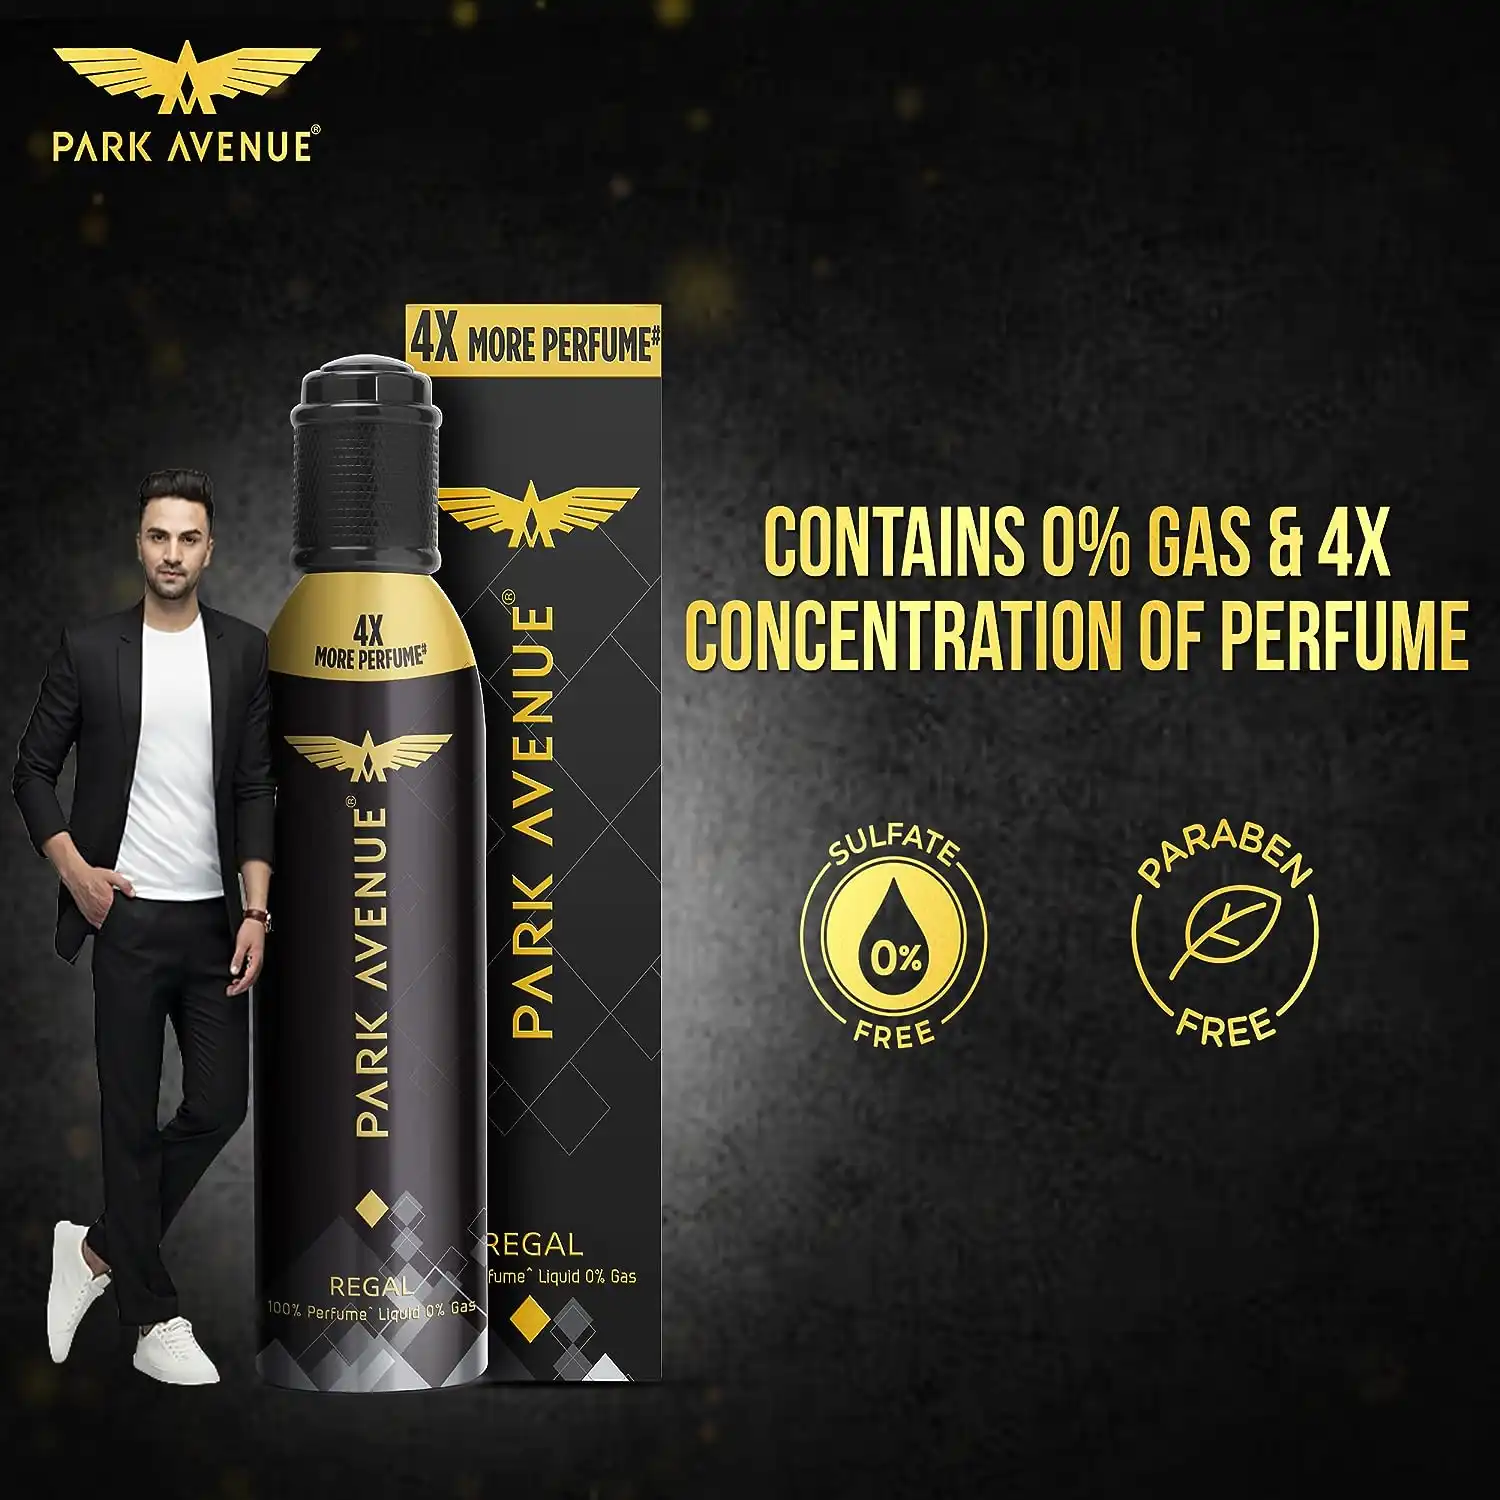 PARK AVENUE®
4X MORE PERFUME#
4X
MORE PERFUME#
PARK AVENUE®
REGAL
100% Perfume^ Liquid 0% Gas
PARK AVENUE®
REGAL
fume^ Liquid 0% Gas
CONTAINS 0% GAS & 4X
CONCENTRATION OF PERFUME
SULFATE
0%
FREE
PARABEN
FREE